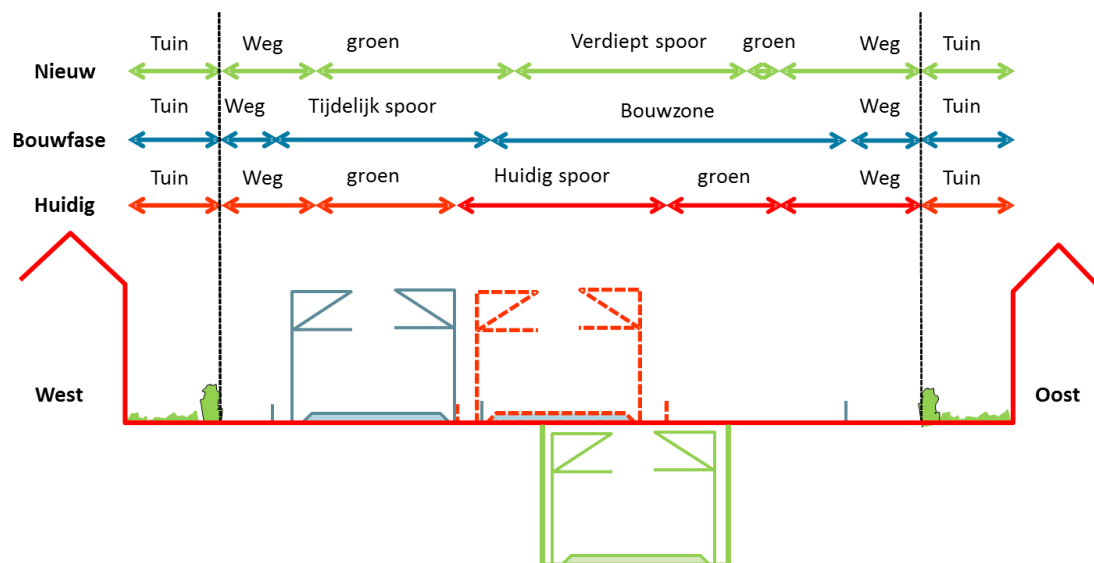 Tuin Weg groen Verdiept spoor groen Weg Tuin
Nieuw
Tuin Weg Tijdelijk spoor Bouwzone Weg Tuin
Bouwfase
Tuin Weg groen Huidig spoor groen Weg Tuin
Huidig
West Oost